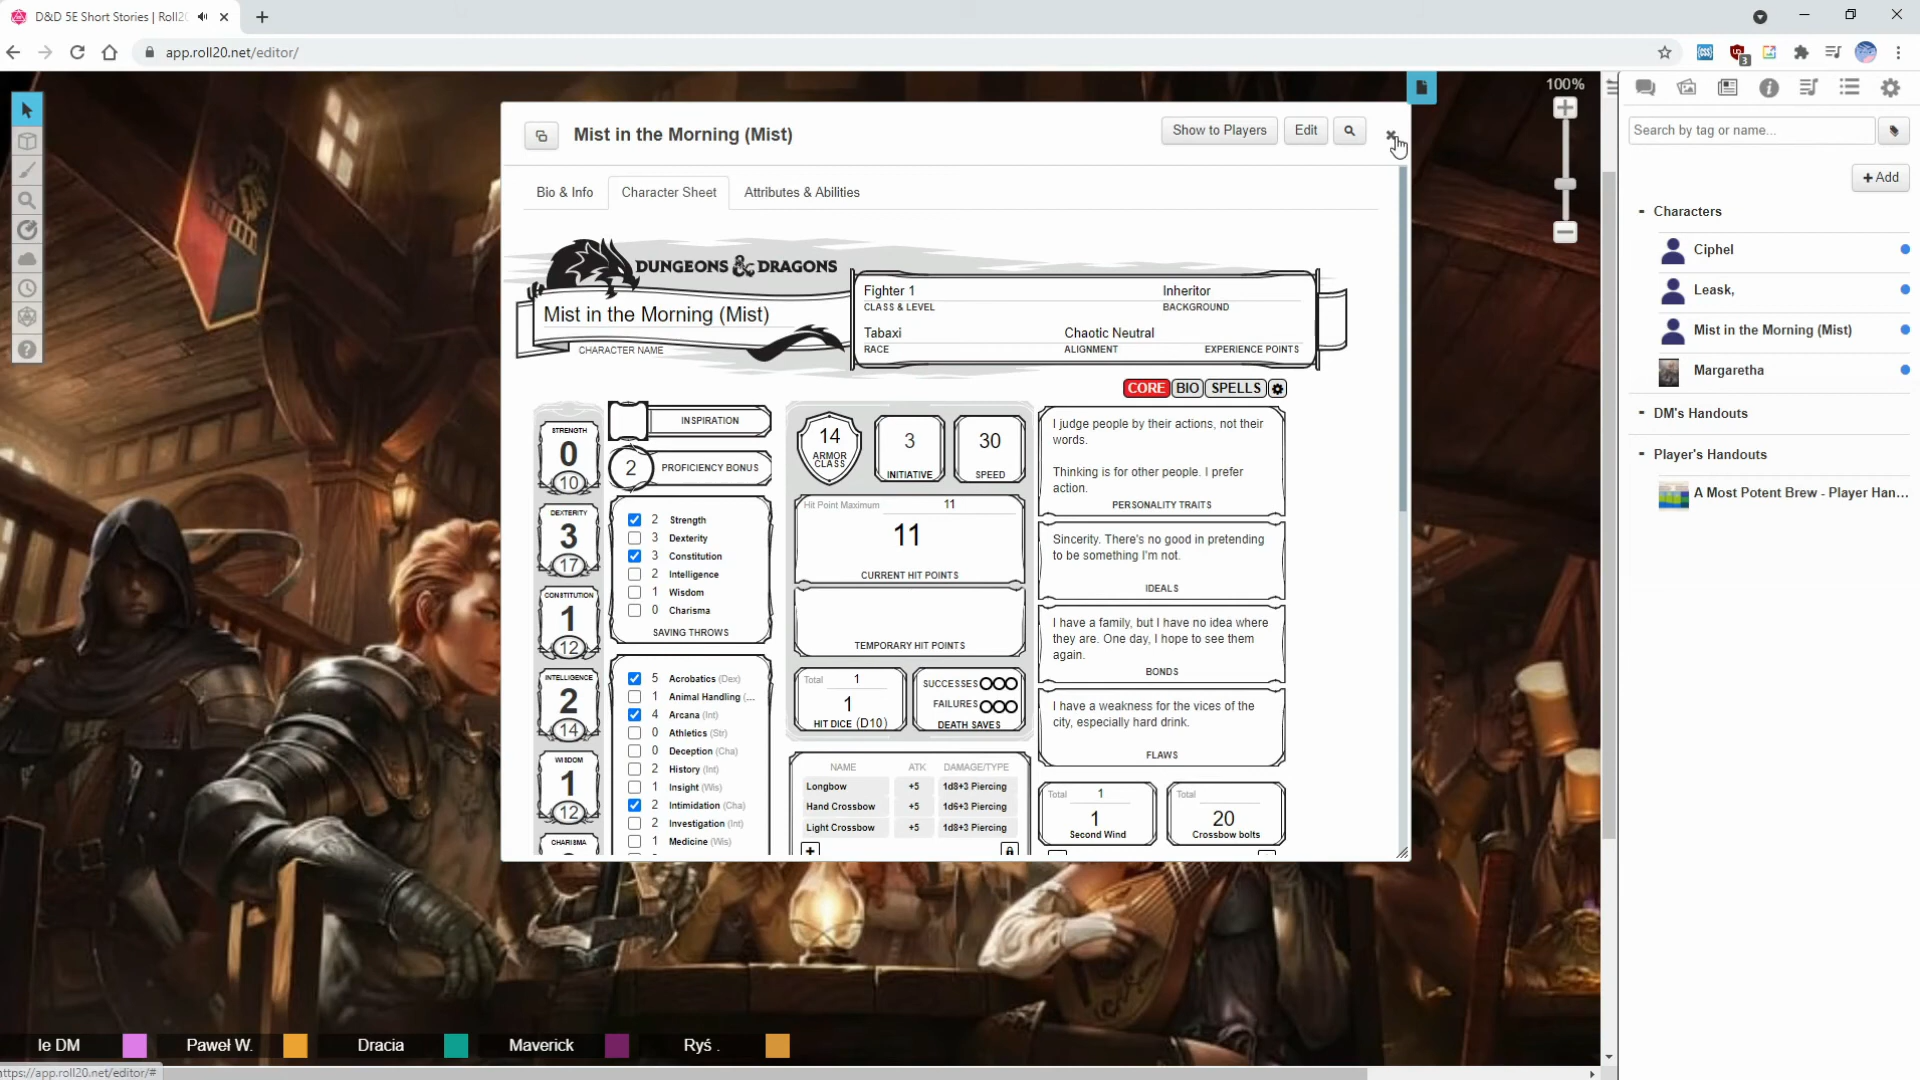 D&D 5E Short Stories | Roll20
app.roll20.net/editor/
3
100%
Mist in the Morning (Mist)
Show to Players
Edit
Bio & Info
Character Sheet
Attributes & Abilities
DUNGEONS & DRAGONS
Mist in the Morning (Mist)
CHARACTER NAME
Fighter 1
Inheritor
CLASS & LEVEL
BACKGROUND
Tabaxi
Chaotic Neutral
RACE
ALIGNMENT
EXPERIENCE POINTS
CORE
BIO
SPELLS
STRENGTH
0
10
DEXTERITY
3
17
CONSTITUTION
1
12
INTELLIGENCE
2
14
WISDOM
1
12
CHARISMA
INSPIRATION
2
PROFICIENCY BONUS
2 Strength
3 Dexterity
3 Constitution
2 Intelligence
1 Wisdom
0 Charisma
SAVING THROWS
5 Acrobatics (Dex)
1 Animal Handling (...
4 Arcana (Int)
0 Athletics (Str)
0 Deception (Cha)
2 History (Int)
1 Insight (Wis)
2 Intimidation (Cha)
2 Investigation (Int)
1 Medicine (Wis)
14
ARMOR
CLASS
3
INITIATIVE
30
SPEED
Hit Point Maximum 11
11
CURRENT HIT POINTS
TEMPORARY HIT POINTS
Total 1
1
HIT DICE (D10)
SUCCESSES
FAILURES
DEATH SAVES
NAME ATK DAMAGE/TYPE
Longbow +5 1d8+3 Piercing
Hand Crossbow +5 1d6+3 Piercing
Light Crossbow +5 1d8+3 Piercing
I judge people by their actions, not their
words.
Thinking is for other people. I prefer
action.
PERSONALITY TRAITS
Sincerity. There's no good in pretending
to be something I'm not.
IDEALS
I have a family, but I have no idea where
they are. One day, I hope to see them
again.
BONDS
I have a weakness for the vices of the
city, especially hard drink.
FLAWS
Total 1
1
Second Wind
Total
20
Crossbow bolts
Search by tag or name...
+ Add
- Characters
Ciphel
Leask,
Mist in the Morning (Mist)
Margaretha
- DM's Handouts
- Player's Handouts
A Most Potent Brew - Player Han...
le DM
Paweł W.
Dracia
Maverick
Ryś .
https://app.roll20.net/editor/#